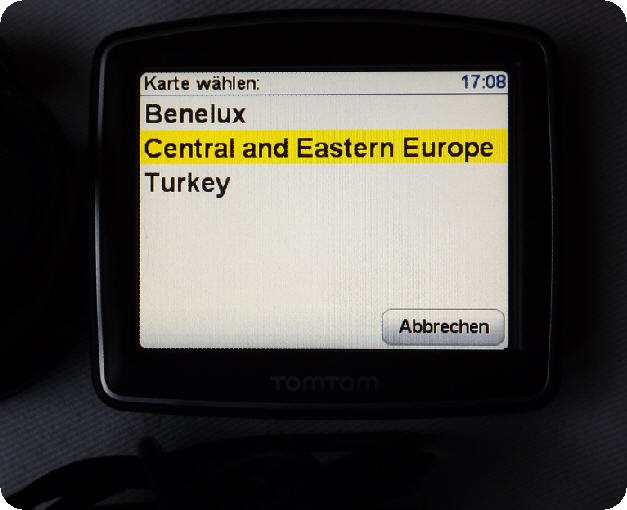 Karte wählen: 17:08
Benelux
Central and Eastern Europe
Turkey
Abbrechen
TOMTOM